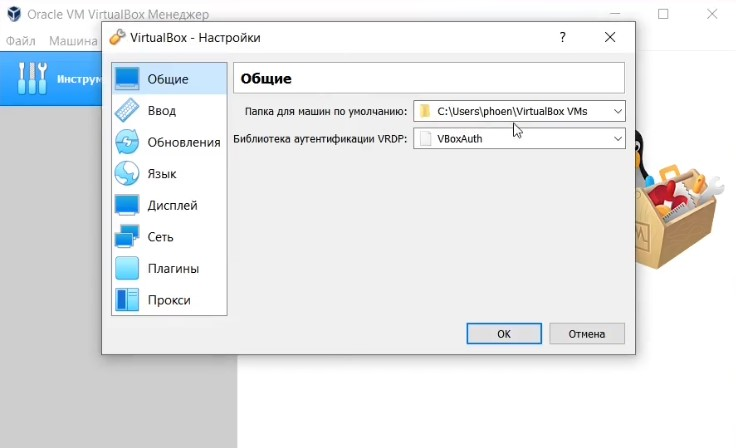 Oracle VM VirtualBox Менеджер
Файл Машина
VirtualBox - Настройки
?
Инструм
Общие
Ввод
Обновления
Язык
Дисплей
Сеть
Плагины
Прокси
Общие
Папка для машин по умолчанию: C:\Users\phoen\VirtualBox VMs
Библиотека аутентификации VRDP: VBoxAuth
OK Отмена